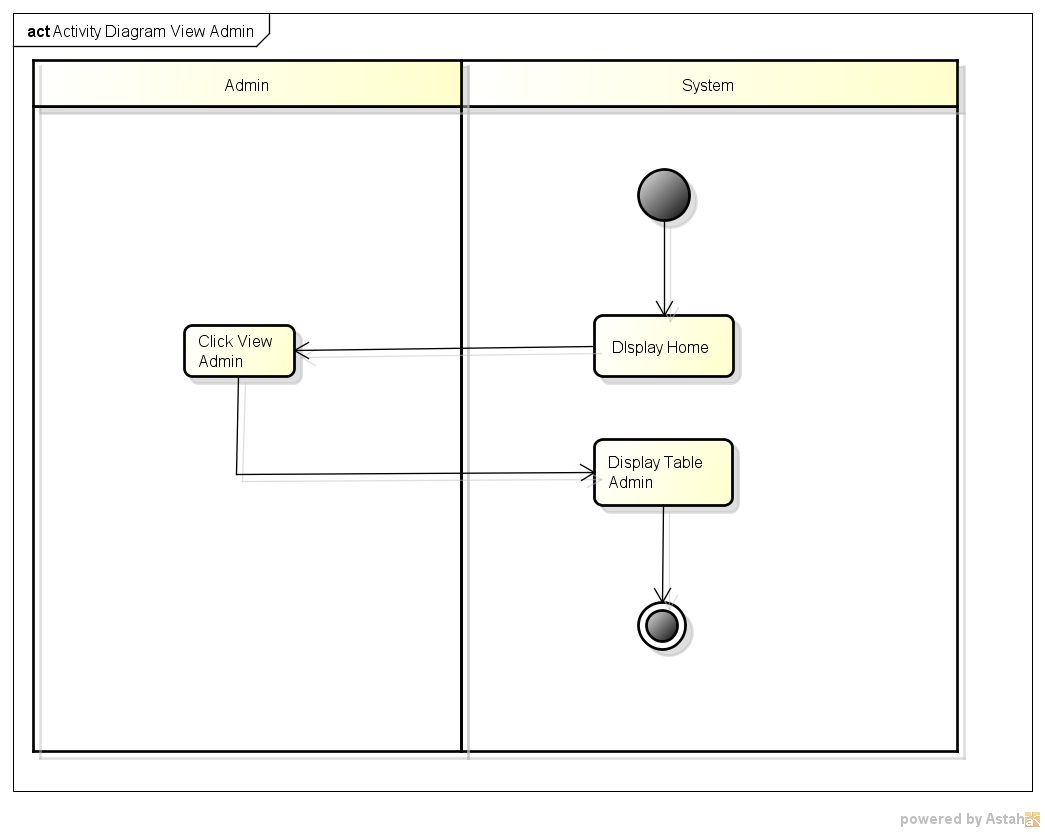 act Activity Diagram View Admin
Admin
System
Click View
Admin
DIsplay Home
Display Table
Admin
powered by Astah